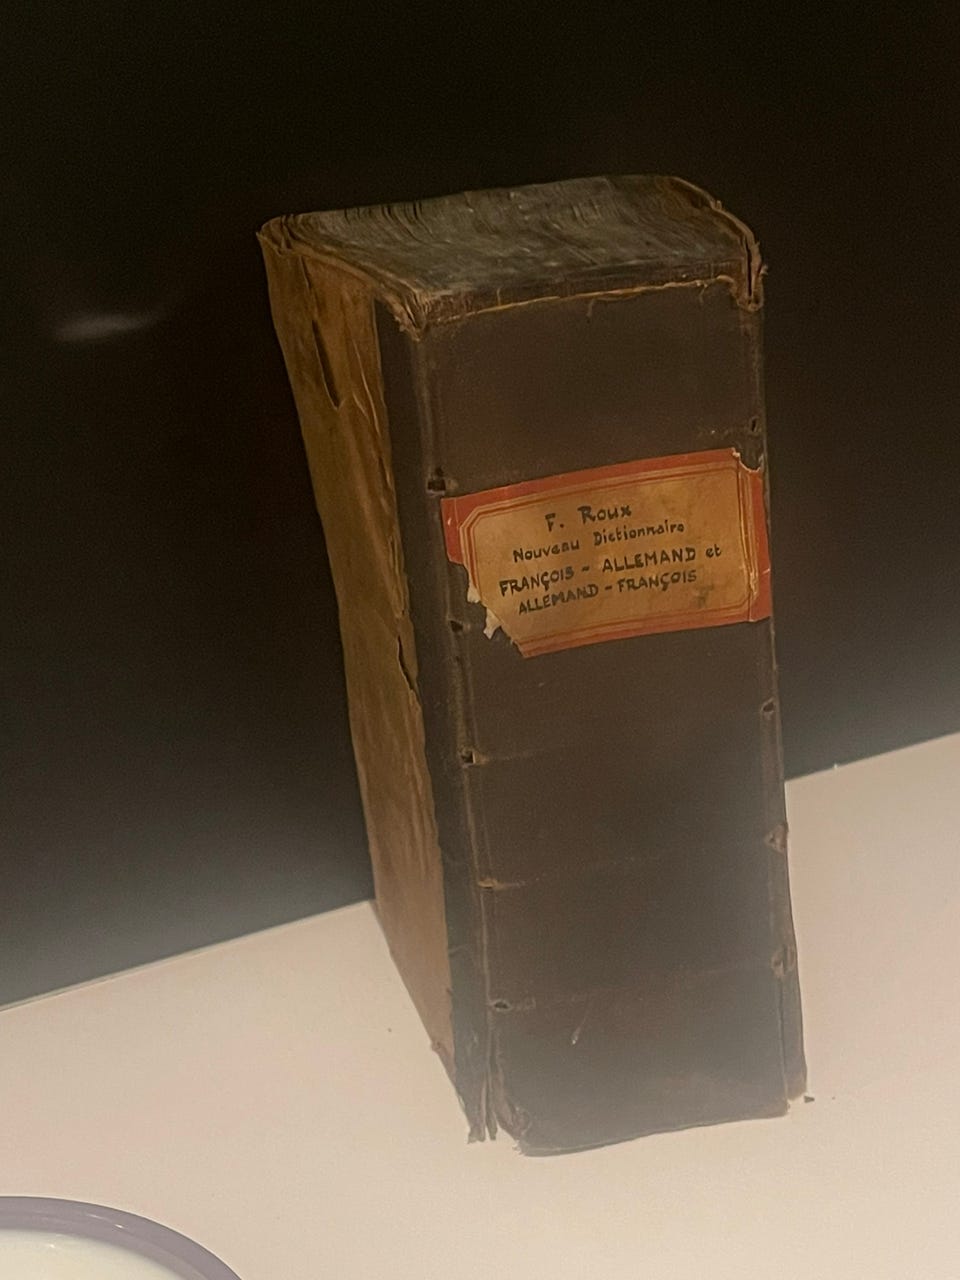 F. Roux
Nouveau Dictionnaire
FRANÇOIS - ALLEMAND et
ALLEMAND - FRANÇOIS